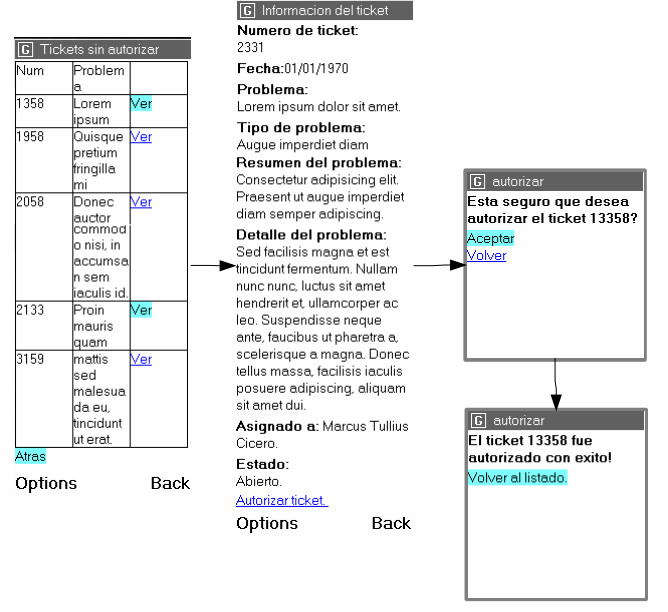 G Tickets sin autorizar
Num Problem
a
1358 Lorem Ver
ipsum
1958 Quisque Ver
pretium
fringilla
mi
2058 Donec Ver
auctor
commod
o nisi, in
accumsa
n sem
iaculis id.
2133 Proin Ver
mauris
quam
3159 mattis Ver
sed
malesua
da eu,
tincidunt
ut erat.
Atras
Options Back
G Informacion del ticket
Numero de ticket:
2331
Fecha:01/01/1970
Problema:
Lorem ipsum dolor sit amet.
Tipo de problema:
Augue imperdiet diam
Resumen del problema:
Consectetur adipisicing elit.
Praesent ut augue imperdiet
diam semper adipiscing.
Detalle del problema:
Sed facilisis magna et est
tincidunt fermentum. Nullam
nunc nunc, luctus sit amet
hendrerit et, ullamcorper ac
leo. Suspendisse neque
ante, faucibus ut pharetra a,
scelerisque a magna. Donec
tellus massa, facilisis iaculis
posuere adipiscing, aliquam
sit amet dui.
Asignado a: Marcus Tullius
Cicero.
Estado:
Abierto.
Autorizar ticket.
Options Back
G autorizar
Esta seguro que desea
autorizar el ticket 13358?
Aceptar
Volver
G autorizar
El ticket 13358 fue
autorizado con exito!
Volver al listado.